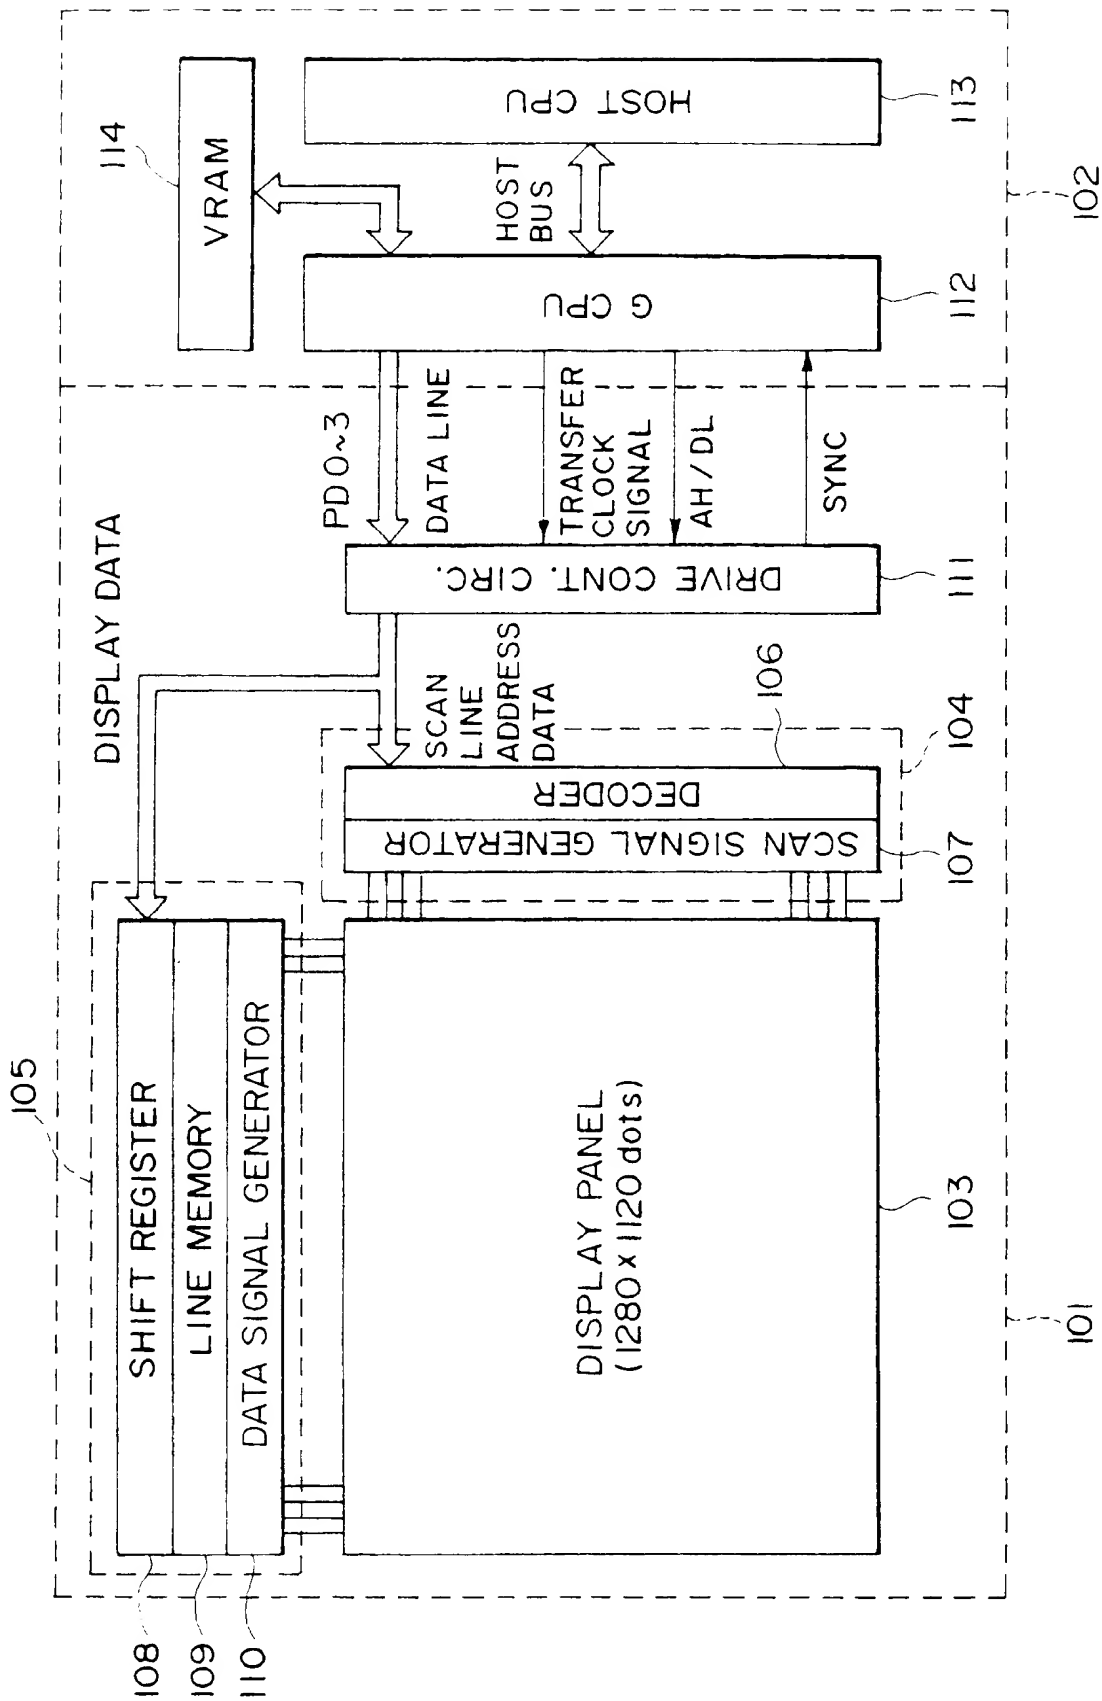 105
108
109
110
SHIFT REGISTER
LINE MEMORY
DATA SIGNAL GENERATOR
DISPLAY PANEL
(1280 x 1120 dots)
103
101
DISPLAY DATA
SCAN SIGNAL GENERATOR
DECODER
107
104
106
SCAN
LINE
ADDRESS
DATA
DRIVE CONT. CIRC.
111
PD0~3
DATA LINE
TRANSFER
CLOCK
SIGNAL
AH/DL
SYNC
G CPU
112
114
VRAM
HOST
BUS
HOST CPU
113
102